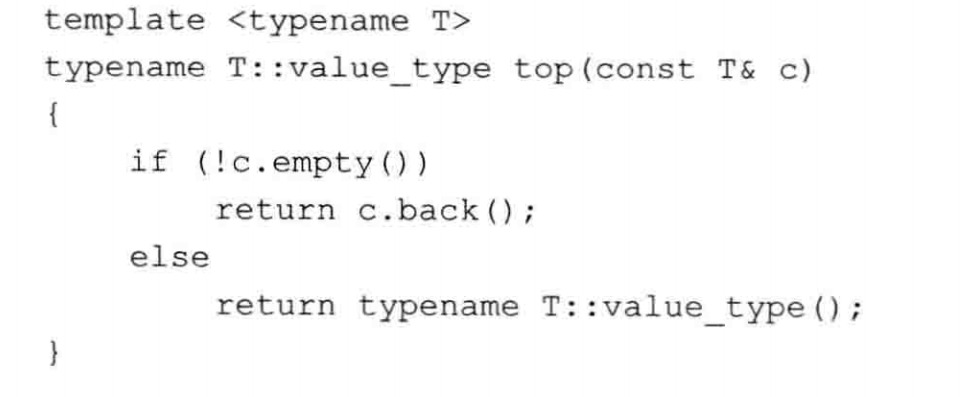 template <typename T>
typename T::value_type top(const T& c)
{
if (!c.empty())
return c.back();
else
return typename T::value_type();
}